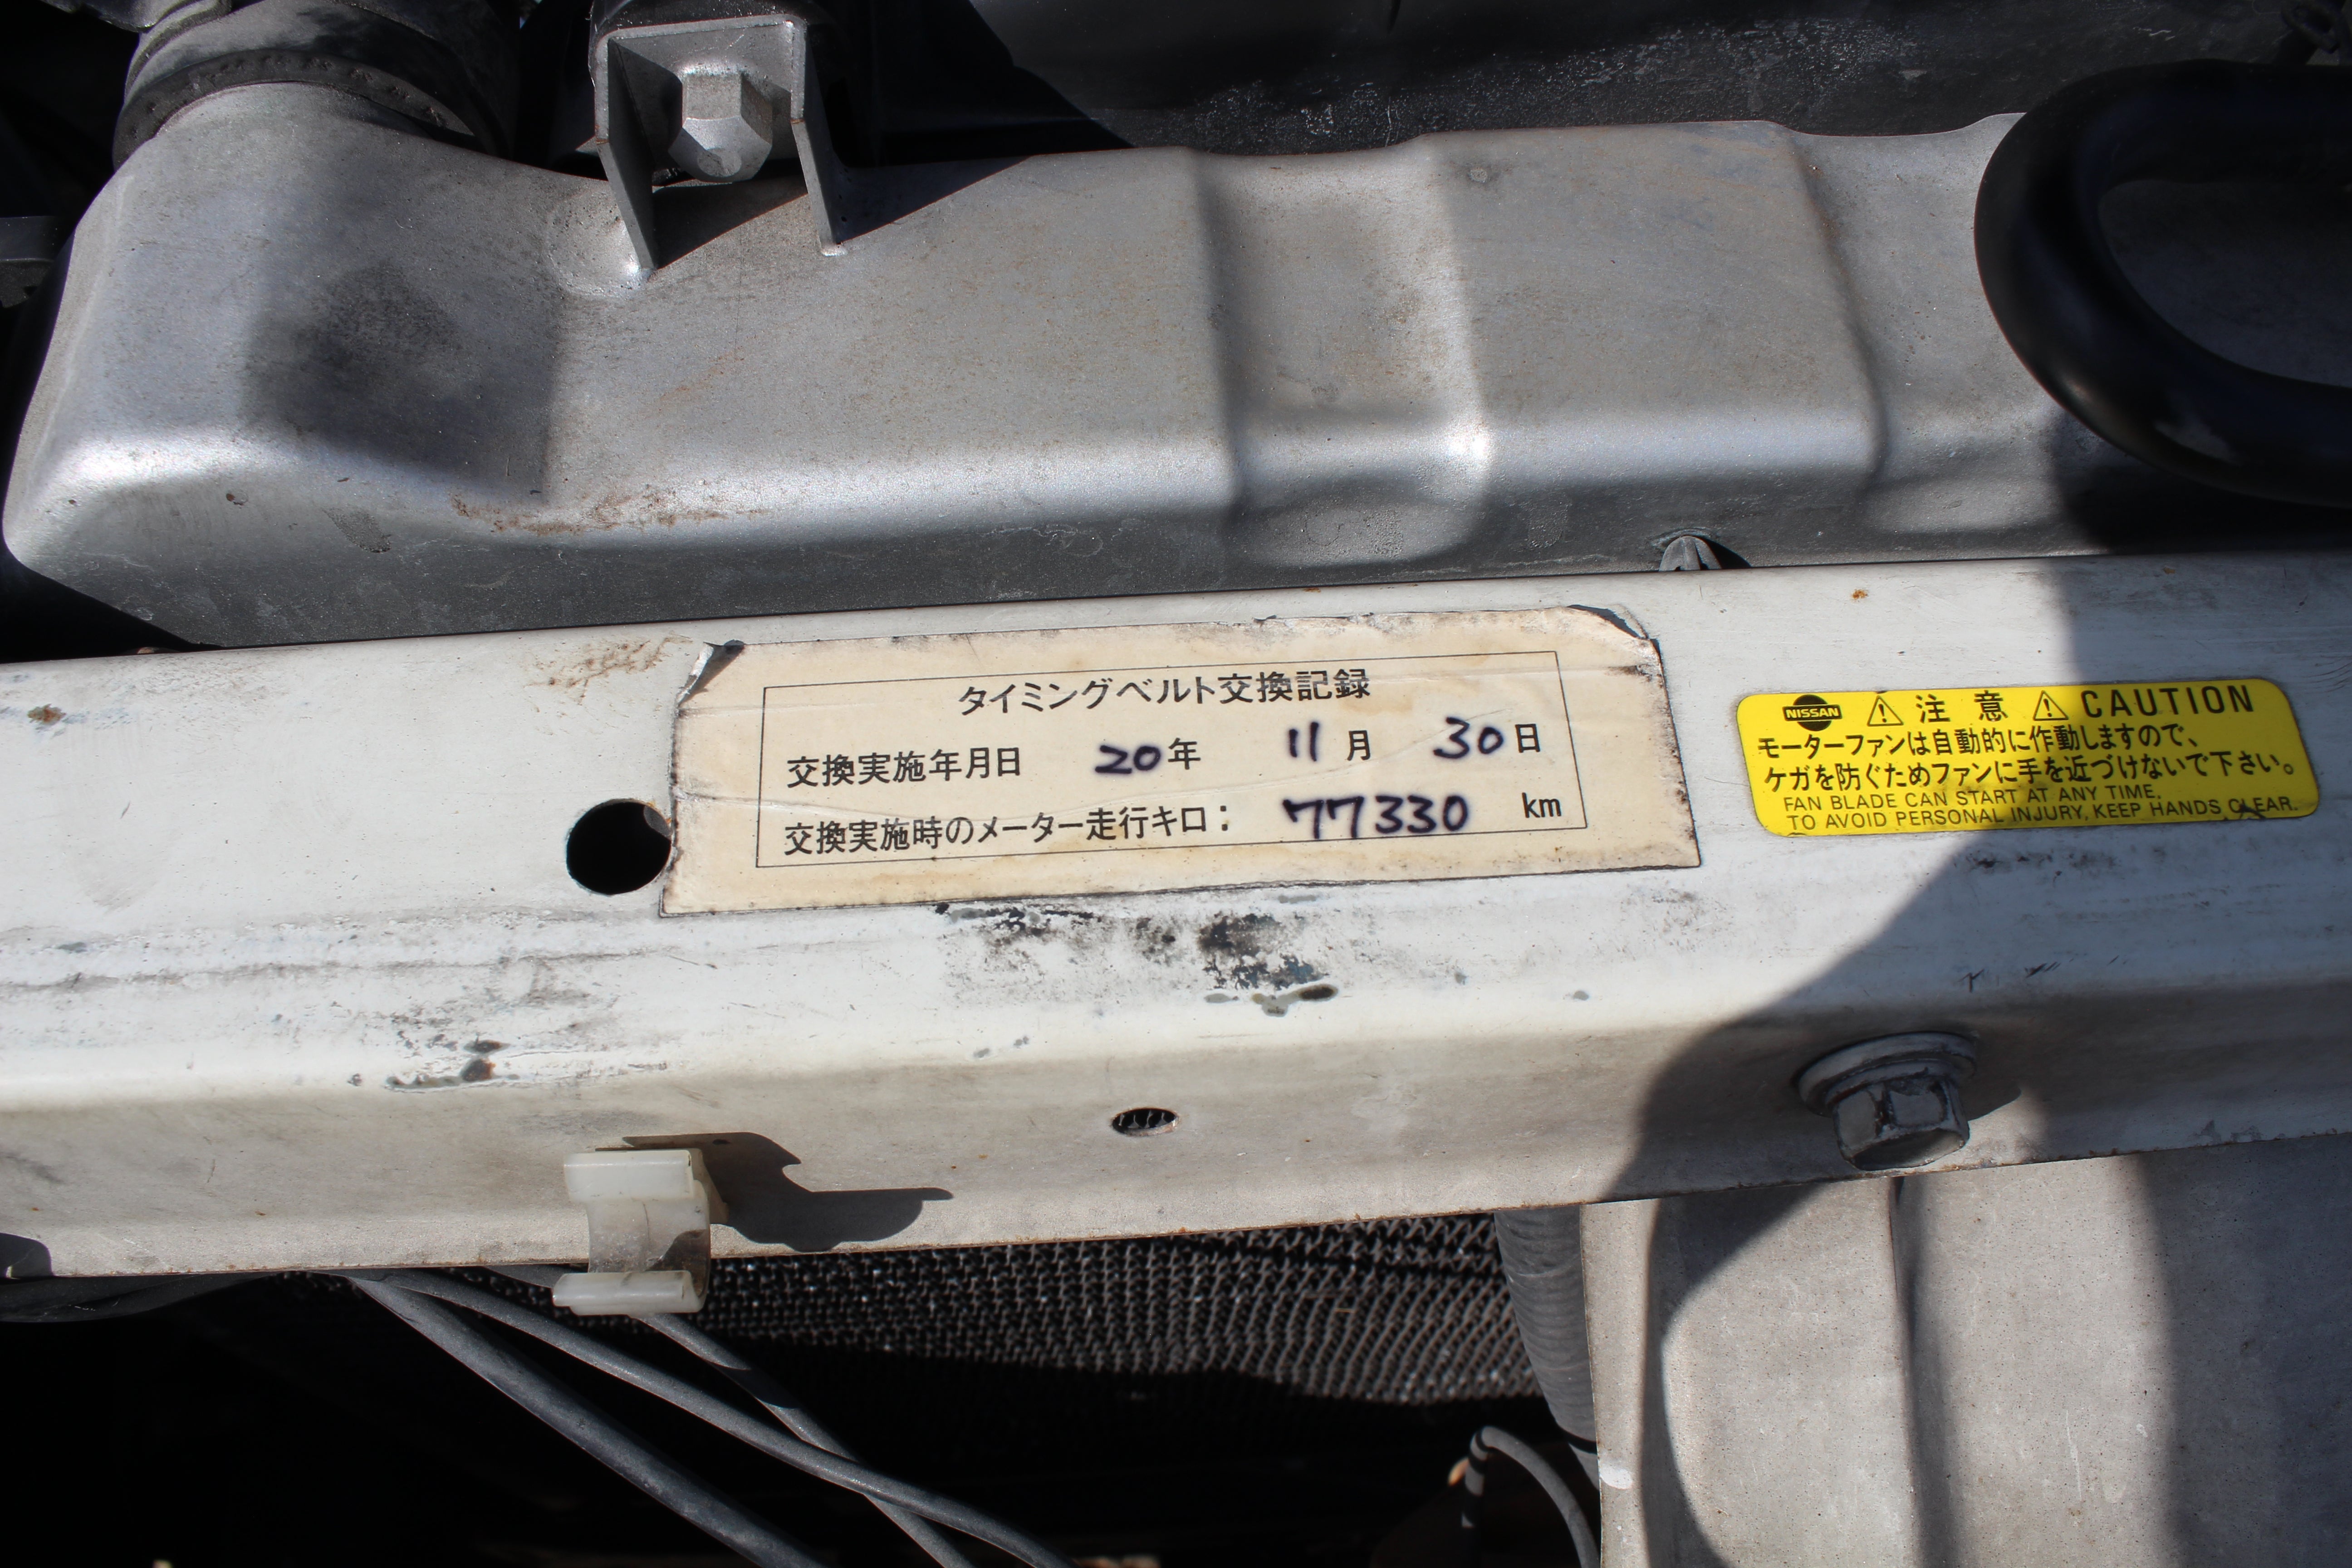 タイミングベルト交換記録
交換実施年月日 20年 11月 30日
交換実施時のメーター走行キロ： 77330 km
NISSAN ⚠ 注 意 ⚠ CAUTION
モーターファンは自動的に作動しますので、
ケガを防ぐためファンに手を近づけないで下さい。
FAN BLADE CAN START AT ANY TIME.
TO AVOID PERSONAL INJURY, KEEP HANDS CLEAR.